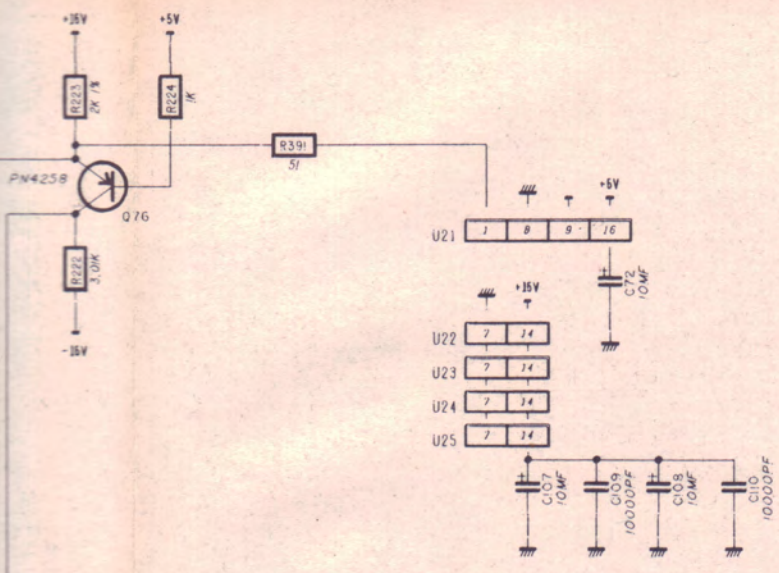 +15V
+5V
R223
2K 1%
R224
1K
R391
51
PN4258
Q76
+5V
U21 1 8 9 16
R222
3.01K
C72
10MF
-15V
+15V
U22 7 14
U23 7 14
U24 7 14
U25 7 14
C107
10MF
C109
10000PF
C108
10MF
C110
10000PF